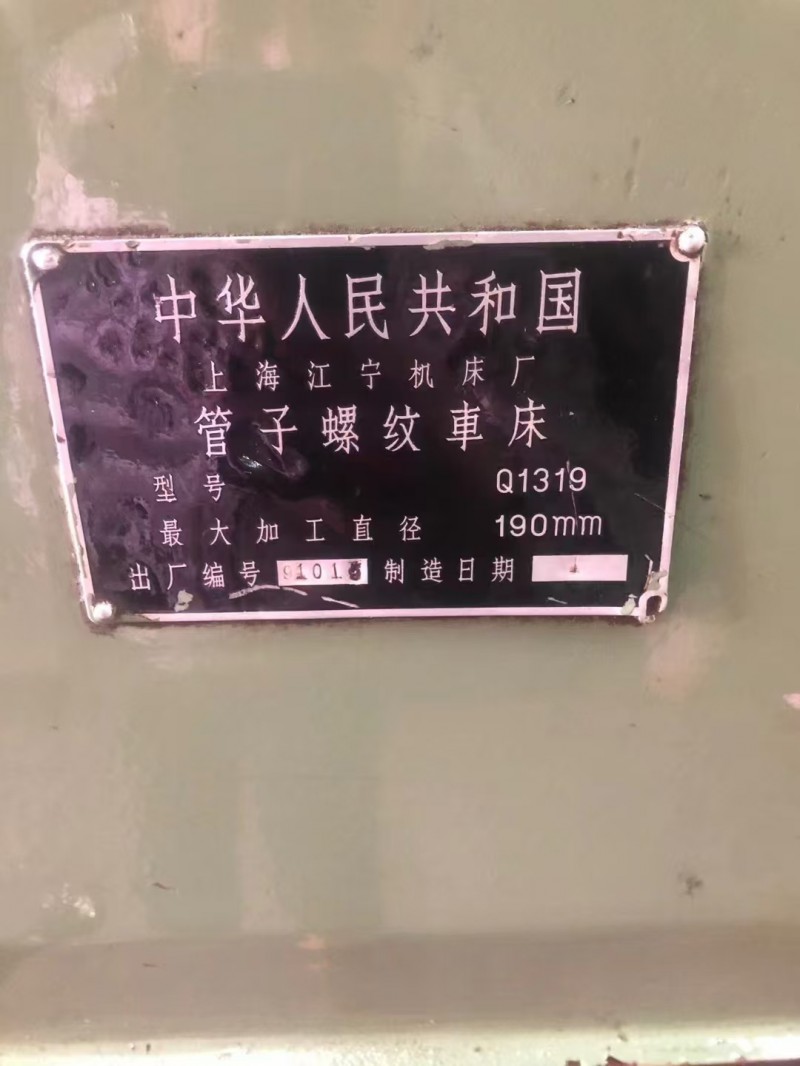 中华人民共和国
上海江宁机床厂
管子螺纹車床
型号 Q1319
最大加工直径 190mm
出厂编号 91015 制造日期